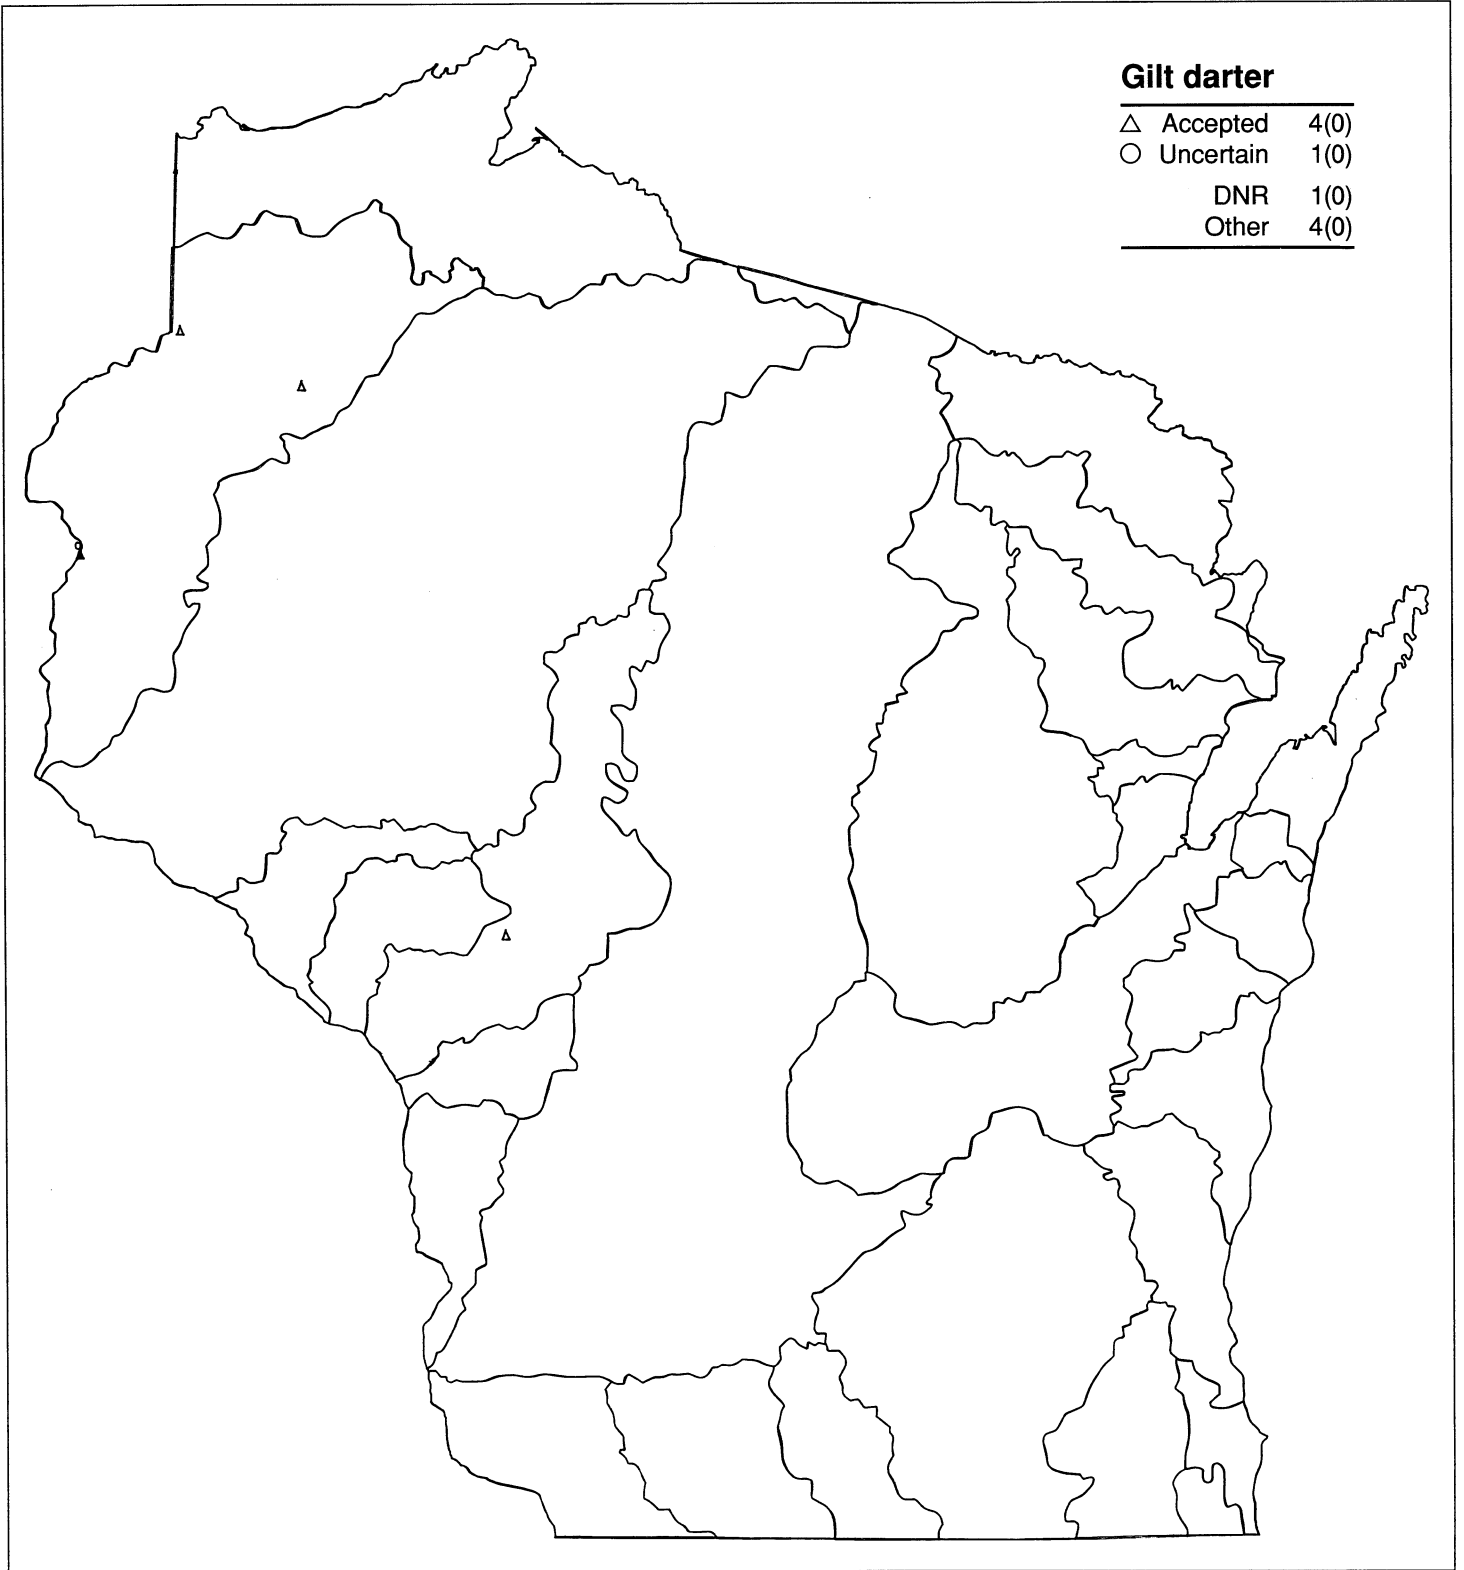 Gilt darter
△ Accepted 4(0)
○ Uncertain 1(0)
DNR 1(0)
Other 4(0)